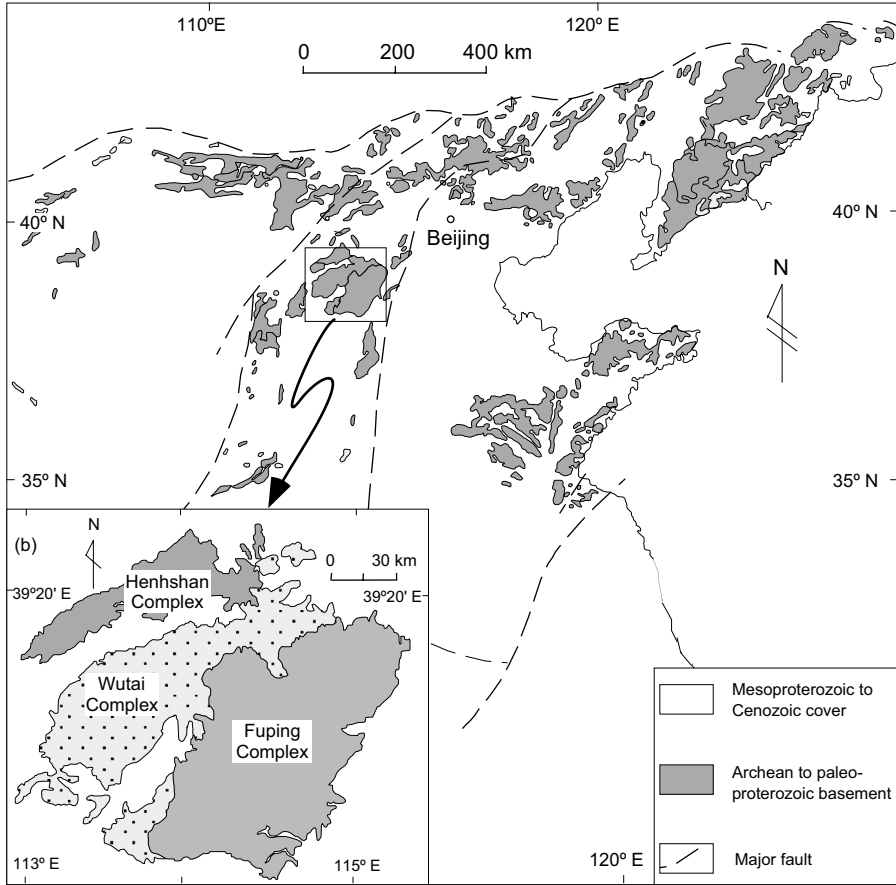 110ºE
120ºE
0 200 400 km
40º N
40º N
Beijing
N
35º N
35º N
(b)
N
0 30 km
39º20' E
39º20' E
Henhshan
Complex
Wutai
Complex
Fuping
Complex
113º E
115º E
120º E
Mesoproterozoic to
Cenozoic cover
Archean to paleo-
proterozoic basement
Major fault